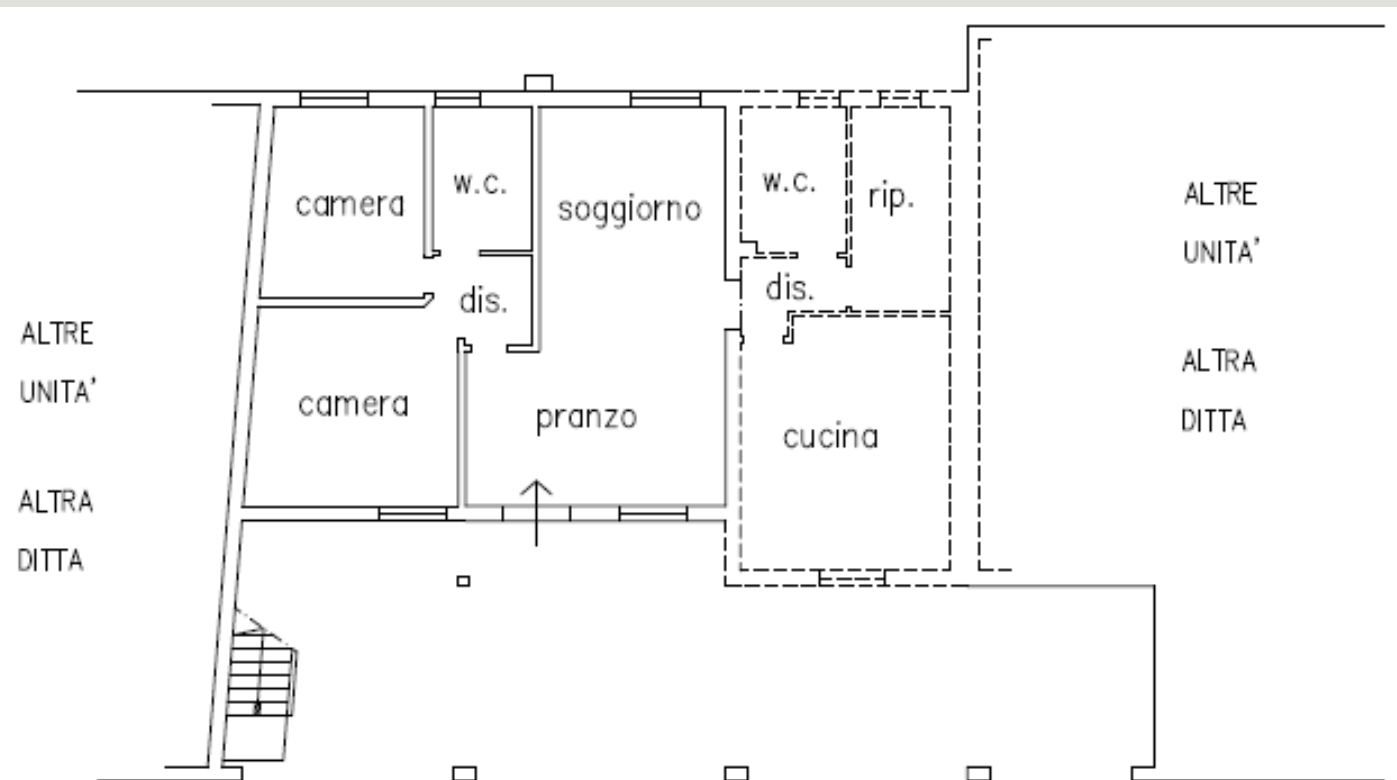 camera
w.c.
soggiorno
w.c.
rip.
dis.
dis.
camera
pranzo
cucina
ALTRE
UNITA'
ALTRA
DITTA
ALTRE
UNITA'
ALTRA
DITTA